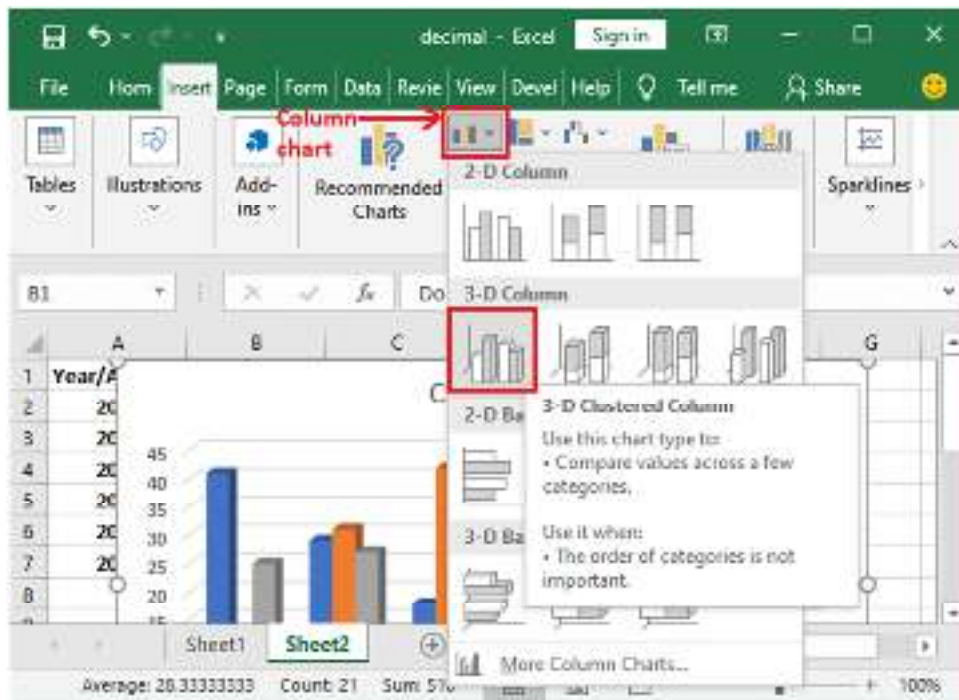 decimal - Excel Sign in
File Hom Insert Page Form Data Revie View Devel Help Tell me Share
Column
chart
Tables Illustrations Add-
ins Recommended
Charts Sparklines
2-D Column
B1 fx Do 3-D Column
A B C G
1 Year/A
2 20
3 20
4 20
5 20
6 20
7 20
8
2-D Ba
3-D Clustered Column
Use this chart type to:
• Compare values across a few
categories.
Use it when:
• The order of categories is not
important.
3-D Ba
45
40
35
30
25
20
15
Sheet1 Sheet2
More Column Charts...
Average: 28.33333333 Count: 21 Sum: 510 100%